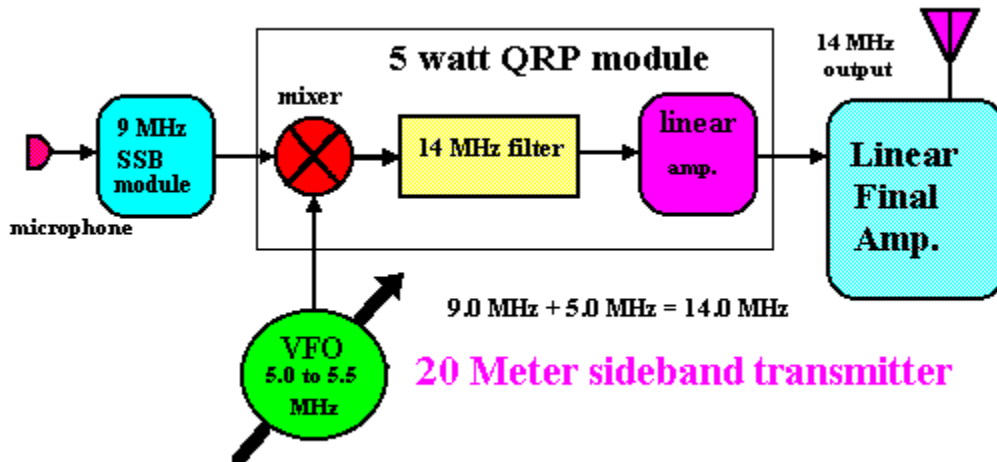 14 MHz
output
5 watt QRP module
mixer
9 MHz
SSB
module
14 MHz filter
linear
amp.
Linear
Final
Amp.
microphone
9.0 MHz + 5.0 MHz = 14.0 MHz
VFO
5.0 to 5.5
MHz
20 Meter sideband transmitter